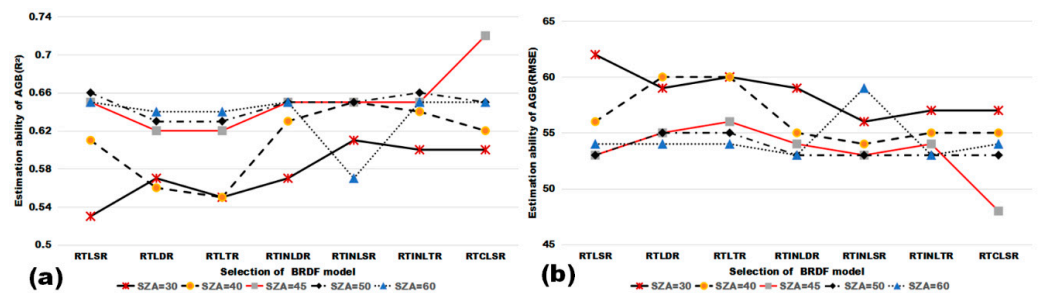 Estimation ability of AGB(R²)
0.74
0.7
0.66
0.62
0.58
0.54
0.5
RTLSR RTLDR RTLTR RTINLDR RTINLSR RTINLTR RTCLSR
Selection of BRDF model
(a)
SZA=30 SZA=40 SZA=45 SZA=50 SZA=60
Estimation ability of AGB(RMSE)
65
60
55
50
45
RTLSR RTLDR RTLTR RTINLDR RTINLSR RTINLTR RTCLSR
Selection of BRDF model
(b)
SZA=30 SZA=40 SZA=45 SZA=50 SZA=60